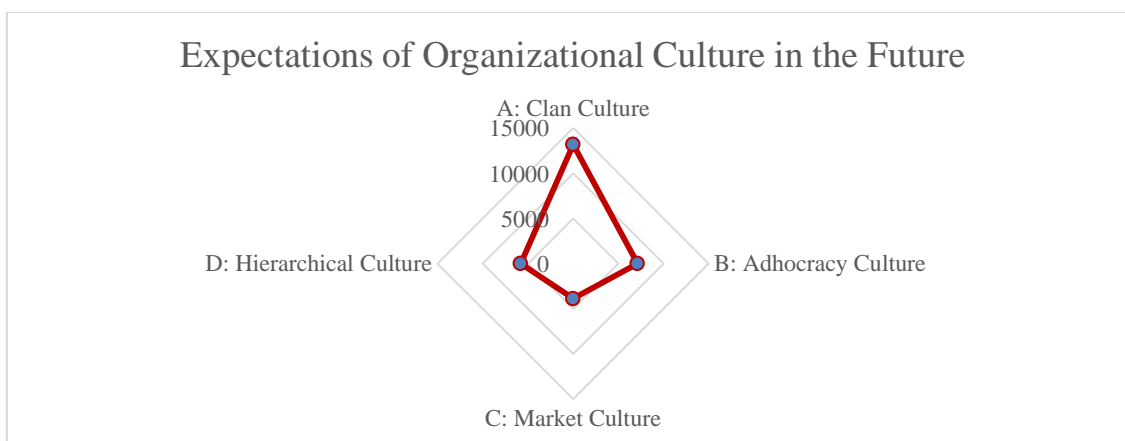 Expectations of Organizational Culture in the Future
A: Clan Culture
15000
10000
5000
0
D: Hierarchical Culture
B: Adhocracy Culture
C: Market Culture